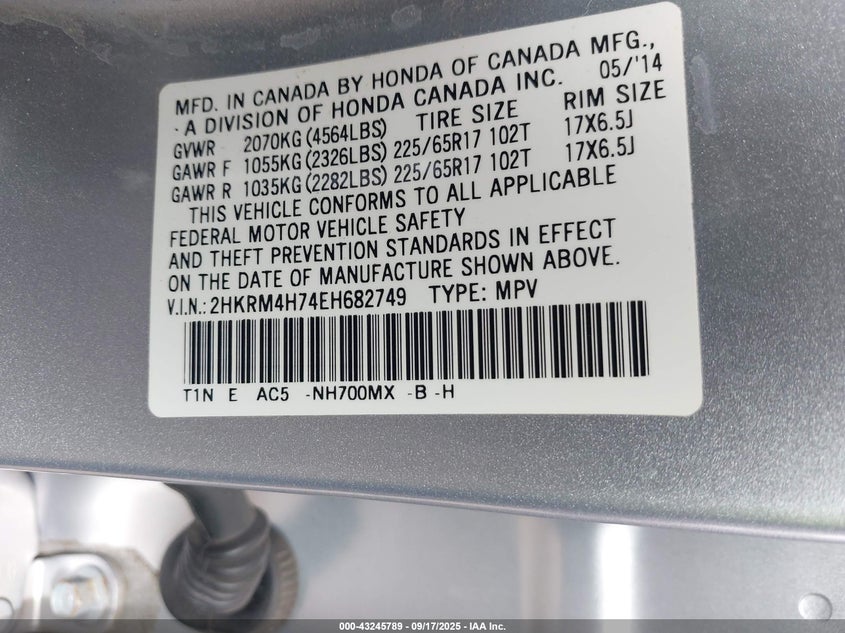 MFD. IN CANADA BY HONDA OF CANADA MFG.,
A DIVISION OF HONDA CANADA INC. 05/'14
GVWR 2070KG (4564LBS) TIRE SIZE RIM SIZE
GAWR F 1055KG (2326LBS) 225/65R17 102T 17X6.5J
GAWR R 1035KG (2282LBS) 225/65R17 102T 17X6.5J
THIS VEHICLE CONFORMS TO ALL APPLICABLE
FEDERAL MOTOR VEHICLE SAFETY
AND THEFT PREVENTION STANDARDS IN EFFECT
ON THE DATE OF MANUFACTURE SHOWN ABOVE.
V.I.N.: 2HKRM4H74EH682749 TYPE: MPV
T1N E AC5 -NH700MX -B -H
000-43245789 - 09/17/2025 - IAA Inc.